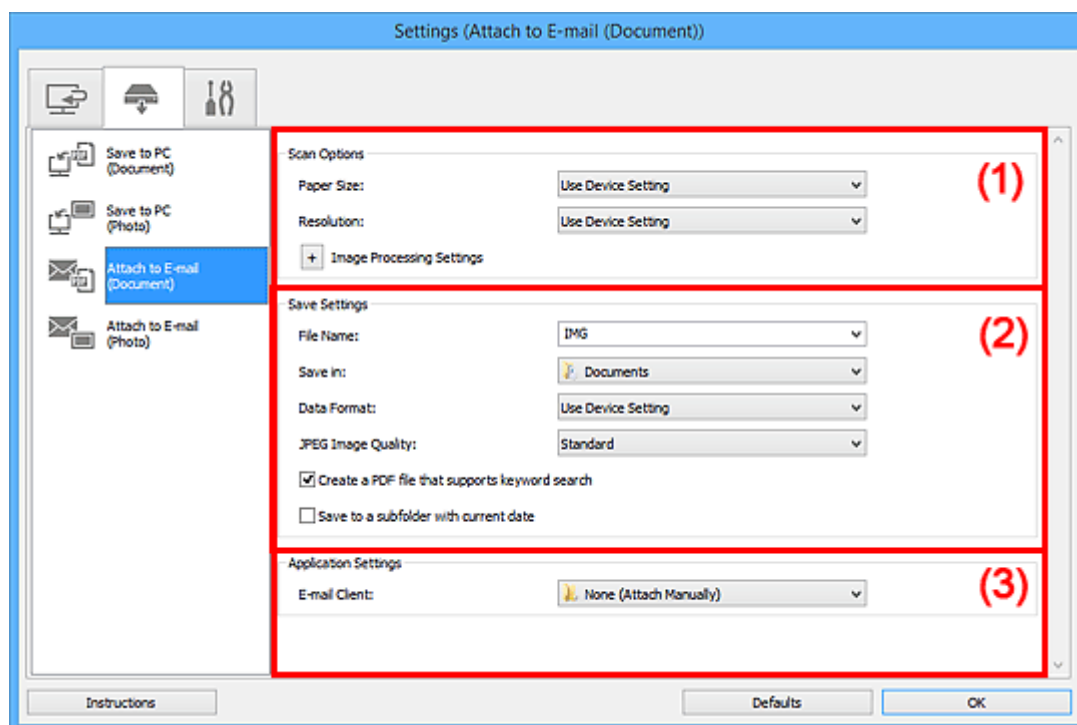 Settings (Attach to E-mail (Document))
Save to PC
(Document)
Save to PC
(Photo)
Attach to E-mail
(Document)
Attach to E-mail
(Photo)
Scan Options
(1)
Paper Size: Use Device Setting
Resolution: Use Device Setting
+ Image Processing Settings
Save Settings
(2)
File Name: IMG
Save in: Documents
Data Format: Use Device Setting
JPEG Image Quality: Standard
Create a PDF file that supports keyword search
Save to a subfolder with current date
Application Settings
(3)
E-mail Client: None (Attach Manually)
Instructions Defaults OK